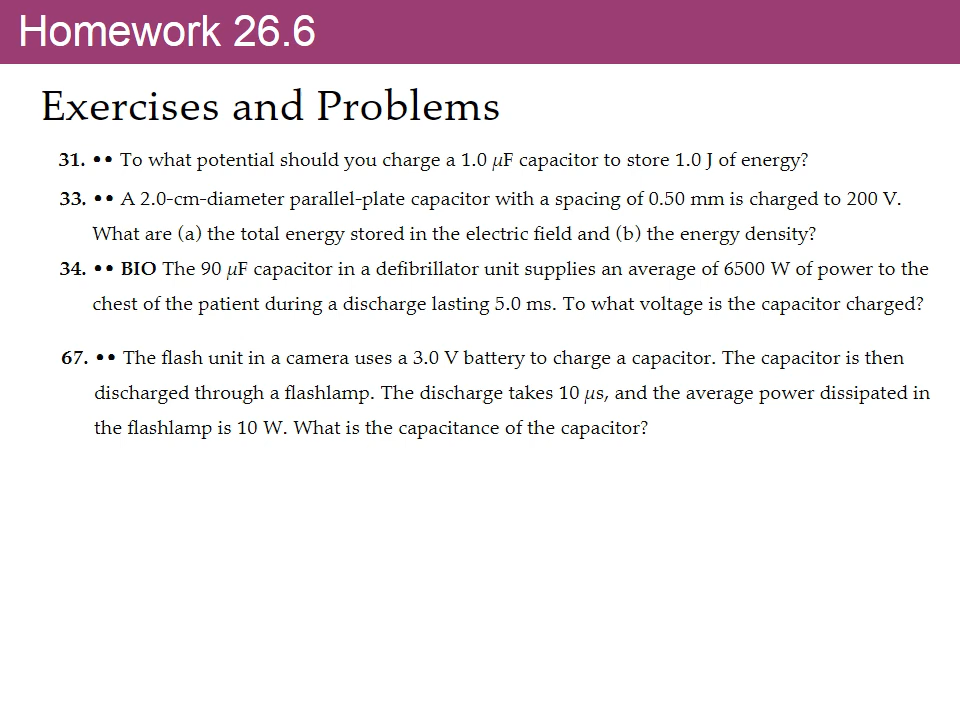 Homework 26.6
Exercises and Problems
31. •• To what potential should you charge a 1.0 μF capacitor to store 1.0 J of energy?
33. •• A 2.0-cm-diameter parallel-plate capacitor with a spacing of 0.50 mm is charged to 200 V.
What are (a) the total energy stored in the electric field and (b) the energy density?
34. •• BIO The 90 μF capacitor in a defibrillator unit supplies an average of 6500 W of power to the
chest of the patient during a discharge lasting 5.0 ms. To what voltage is the capacitor charged?
67. •• The flash unit in a camera uses a 3.0 V battery to charge a capacitor. The capacitor is then
discharged through a flashlamp. The discharge takes 10 μs, and the average power dissipated in
the flashlamp is 10 W. What is the capacitance of the capacitor?